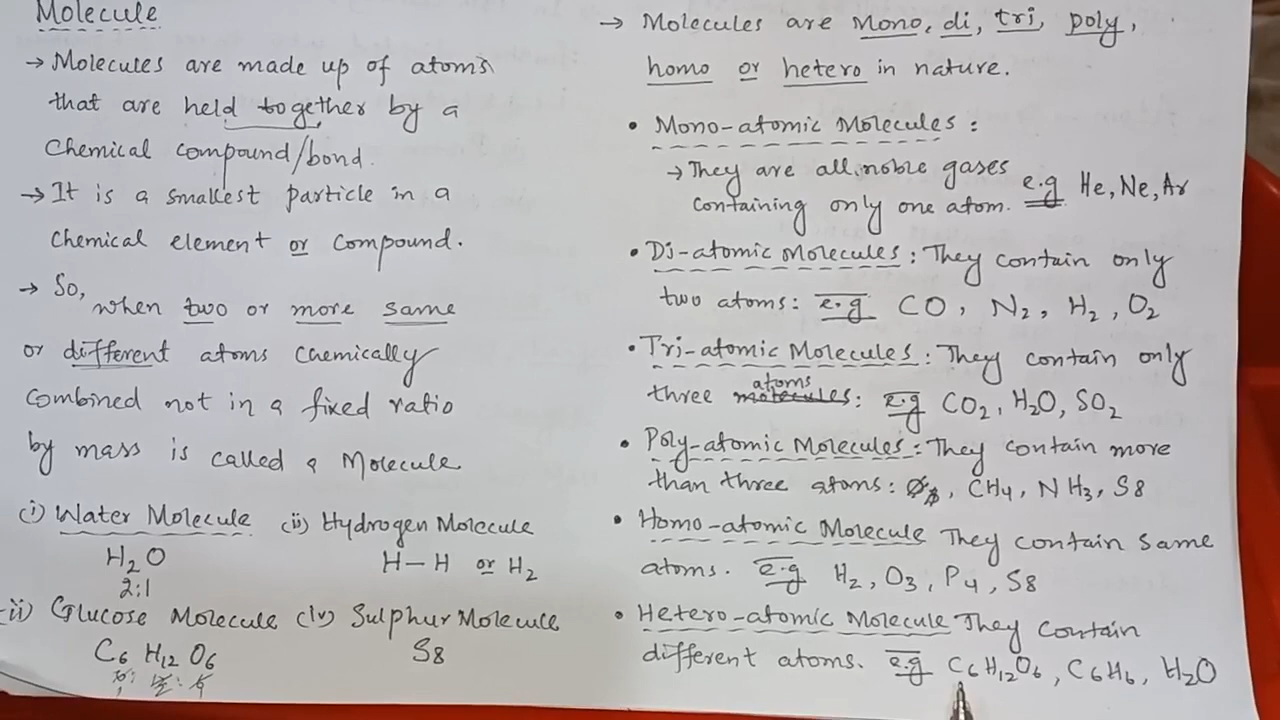 Molecule
→ Molecules are made up of atoms
that are held together by a
Chemical compound/bond.
→ It is a smallest particle in a
chemical element or compound.
→ So,
when two or more same
or different atoms chemically
combined not in a fixed ratio
by mass is called a Molecule
(i) Water Molecule (ii) Hydrogen Molecule
H2O H-H or H2
2:1
ii) Glucose Molecule (iv) Sulphur Molecule
C6 H12 O6 S8
→ Molecules are Mono, di, tri, poly,
homo or hetero in nature.
• Mono-atomic Molecules:
→ They are all noble gases
containing only one atom. e.g He, Ne, Ar
• Di-atomic Molecules: They contain only
two atoms: e.g CO, N2, H2, O2
• Tri-atomic Molecules: They contain only
three atoms: e.g CO2, H2O, SO2
• Poly-atomic Molecules: They contain more
than three atoms: CH4, NH3, S8
• Homo-atomic Molecule They contain same
atoms. e.g H2, O3, P4, S8
• Hetero-atomic Molecule They contain
different atoms. e.g C6H12O6, C6H6, H2O